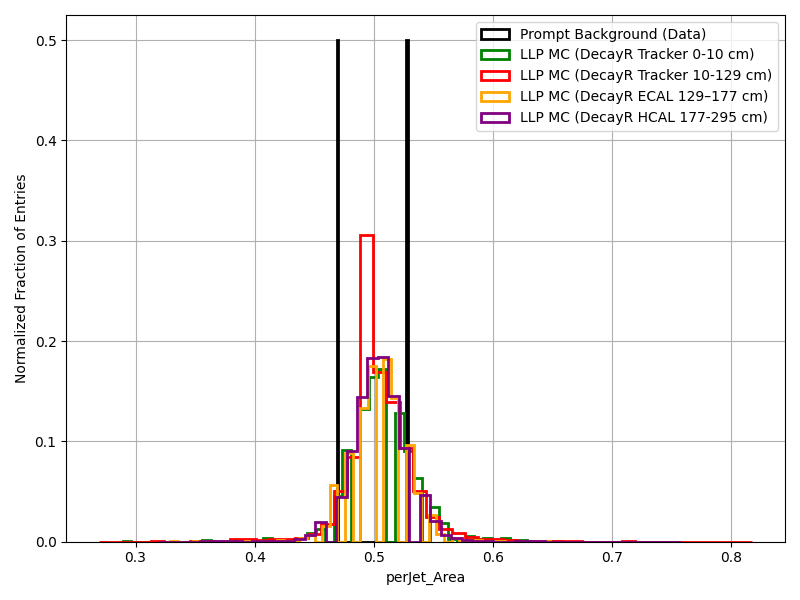 Prompt Background (Data)
LLP MC (DecayR Tracker 0-10 cm)
LLP MC (DecayR Tracker 10-129 cm)
LLP MC (DecayR ECAL 129–177 cm)
LLP MC (DecayR HCAL 177-295 cm)
Normalized Fraction of Entries
0.5
0.4
0.3
0.2
0.1
0.0
0.3 0.4 0.5 0.6 0.7 0.8
perJet_Area